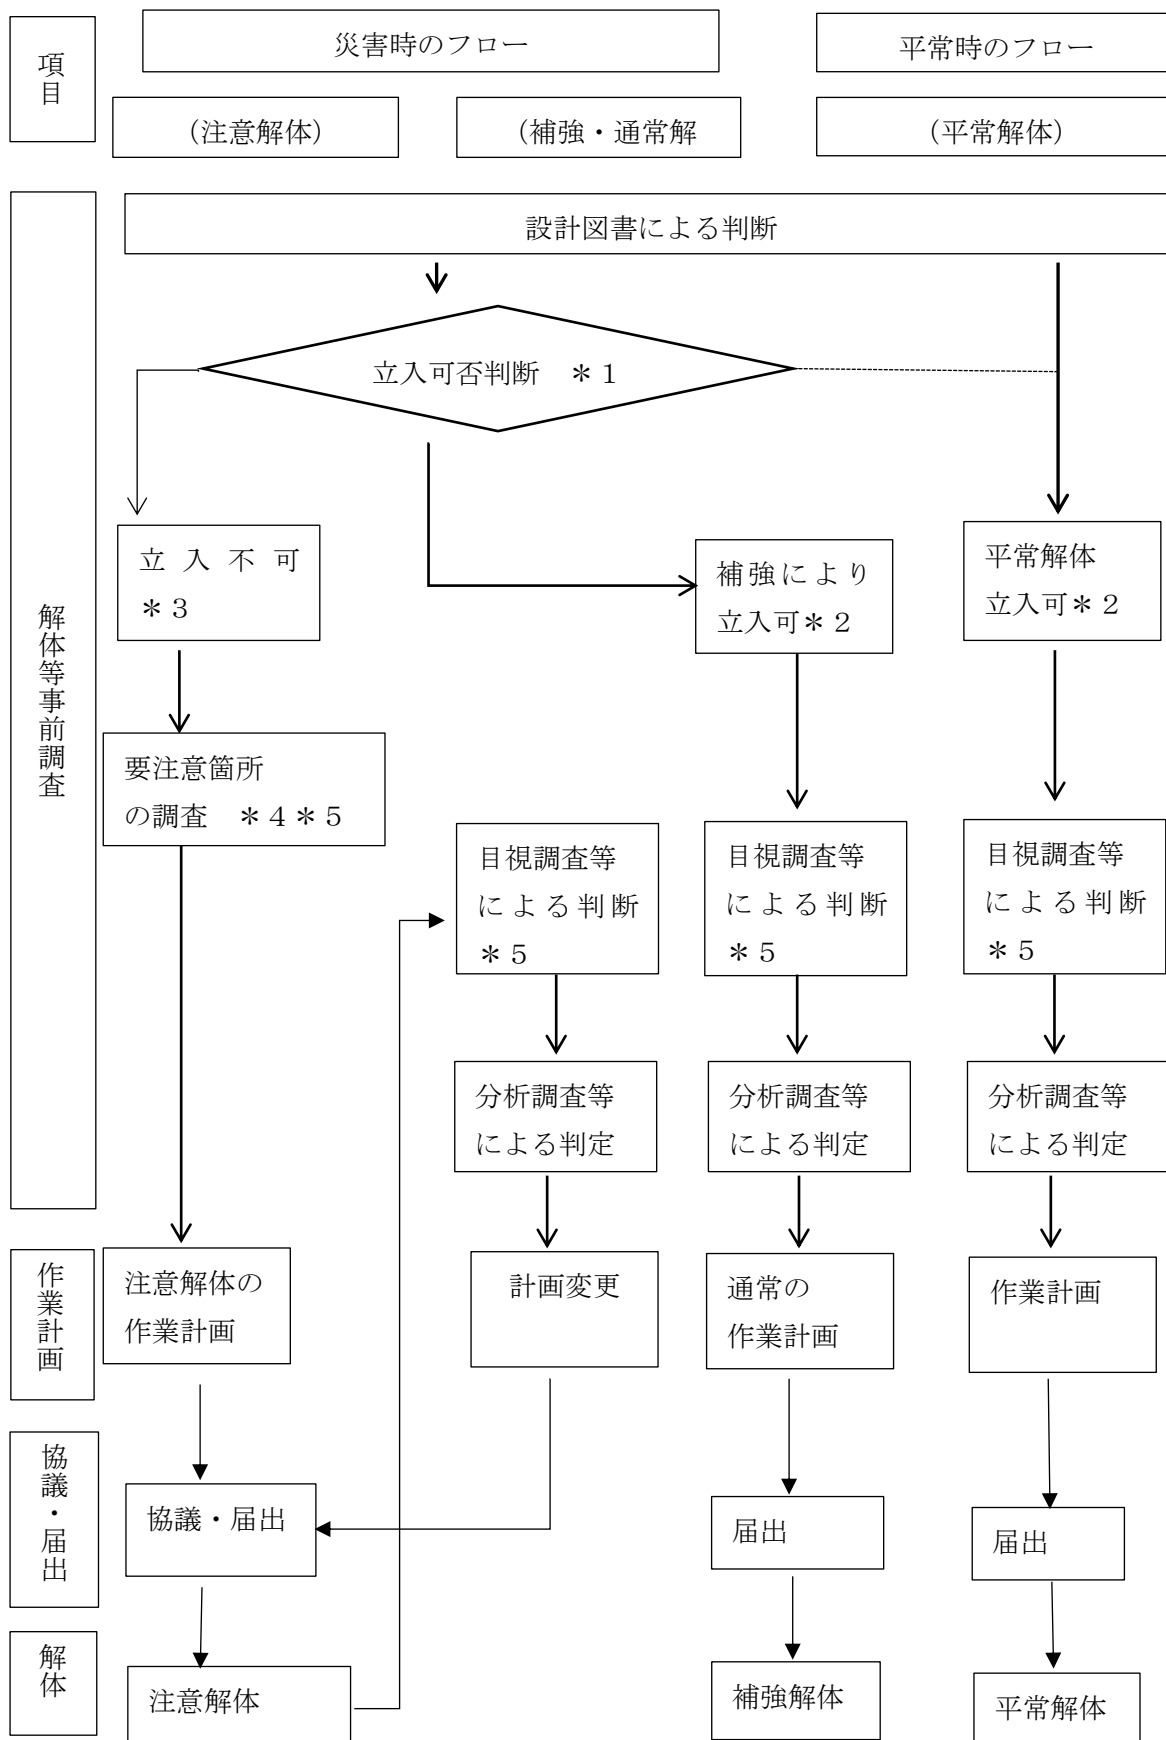 項目
災害時のフロー
平常時のフロー
（注意解体）
（補強・通常解
（平常解体）
設計図書による判断
立入可否判断　＊１
解体等事前調査
立入不可
＊３
補強により
立入可＊２
平常解体
立入可＊２
要注意箇所
の調査　＊４＊５
目視調査等
による判断
＊５
目視調査等
による判断
＊５
目視調査等
による判断
＊５
分析調査等
による判定
分析調査等
による判定
分析調査等
による判定
作業計画
注意解体の
作業計画
計画変更
通常の
作業計画
作業計画
協議・届出
協議・届出
届出
届出
解体
注意解体
補強解体
平常解体